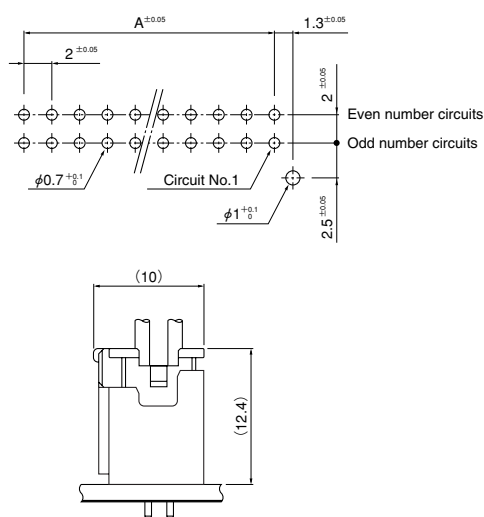 A±0.05
1.3±0.05
2 ±0.05
2 ±0.05
Even number circuits
Odd number circuits
φ0.7 +0.1 0
Circuit No.1
φ1 +0.1 0
2.5 ±0.05
(10)
(12.4)